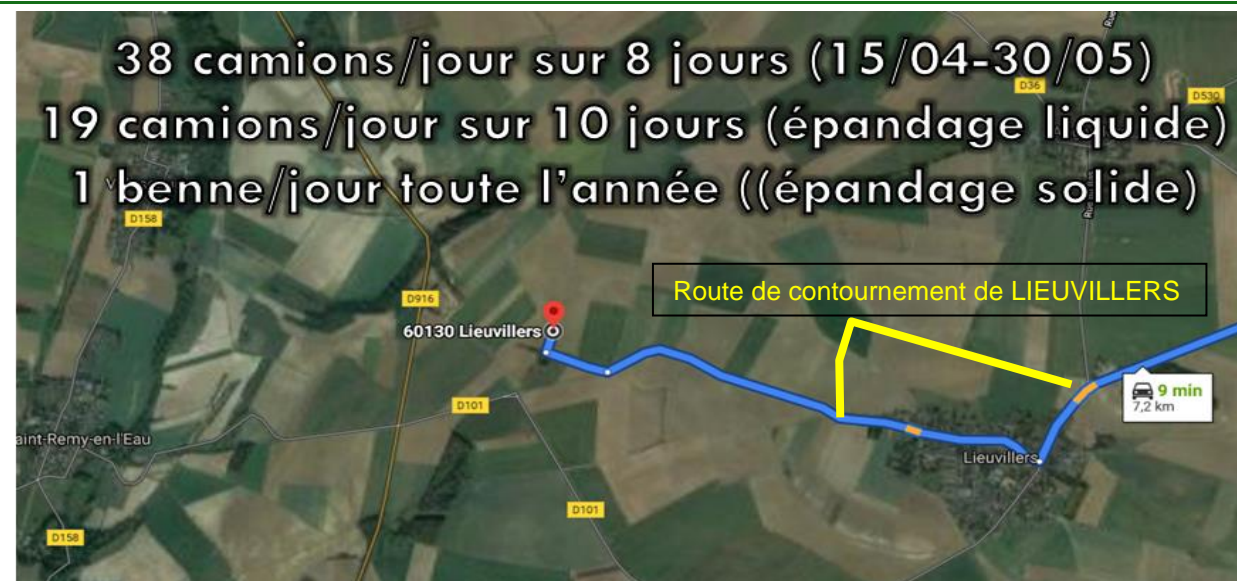 38 camions/jour sur 8 jours (15/04-30/05)
19 camions/jour sur 10 jours (épandage liquide)
1 benne/jour toute l'année ((épandage solide)
D36
D530
D158
Route de contournement de LIEUVILLERS
D916
60130 Lieuvillers
9 min
7,2 km
D101
aint-Remy-en-l'Eau
Lieuvillers
D101
D158